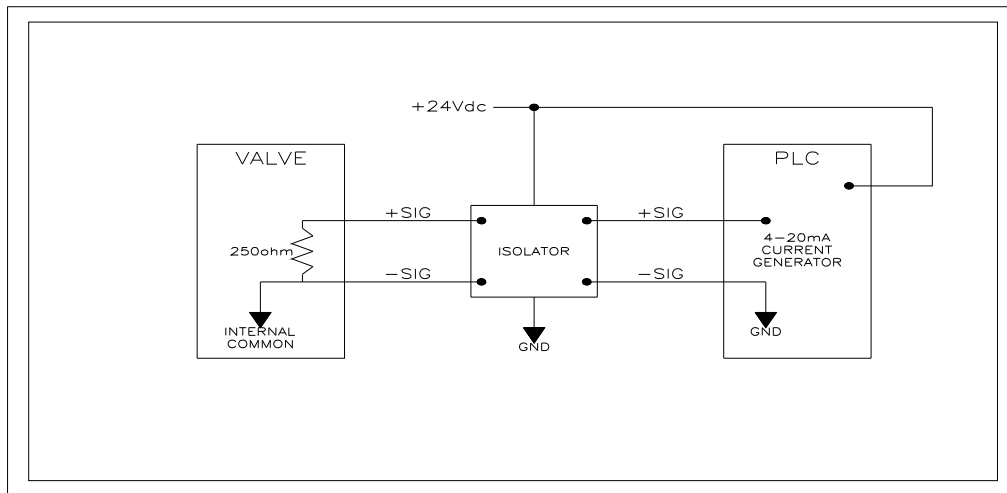 +24Vdc
VALVE
PLC
+SIG
+SIG
250ohm
ISOLATOR
4-20mA
CURRENT
GENERATOR
-SIG
-SIG
INTERNAL
COMMON
GND
GND